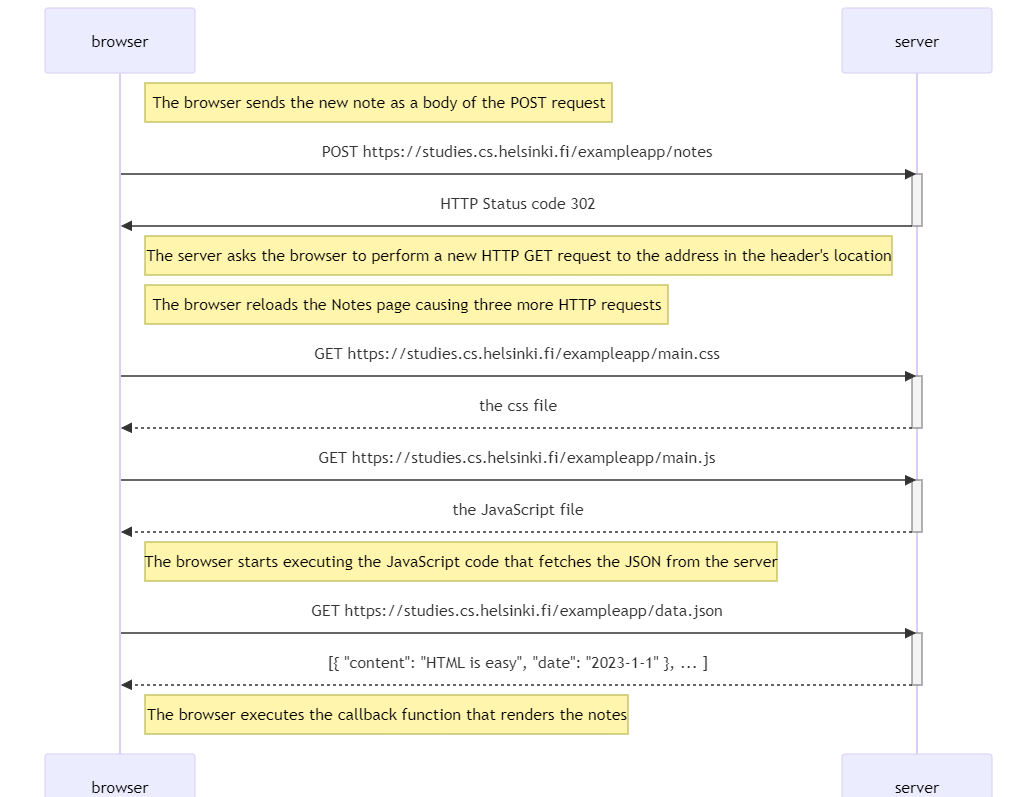 browser
server
The browser sends the new note as a body of the POST request
POST https://studies.cs.helsinki.fi/exampleapp/notes
HTTP Status code 302
The server asks the browser to perform a new HTTP GET request to the address in the header's location
The browser reloads the Notes page causing three more HTTP requests
GET https://studies.cs.helsinki.fi/exampleapp/main.css
the css file
GET https://studies.cs.helsinki.fi/exampleapp/main.js
the JavaScript file
The browser starts executing the JavaScript code that fetches the JSON from the server
GET https://studies.cs.helsinki.fi/exampleapp/data.json
[{ "content": "HTML is easy", "date": "2023-1-1" }, ... ]
The browser executes the callback function that renders the notes
browser
server